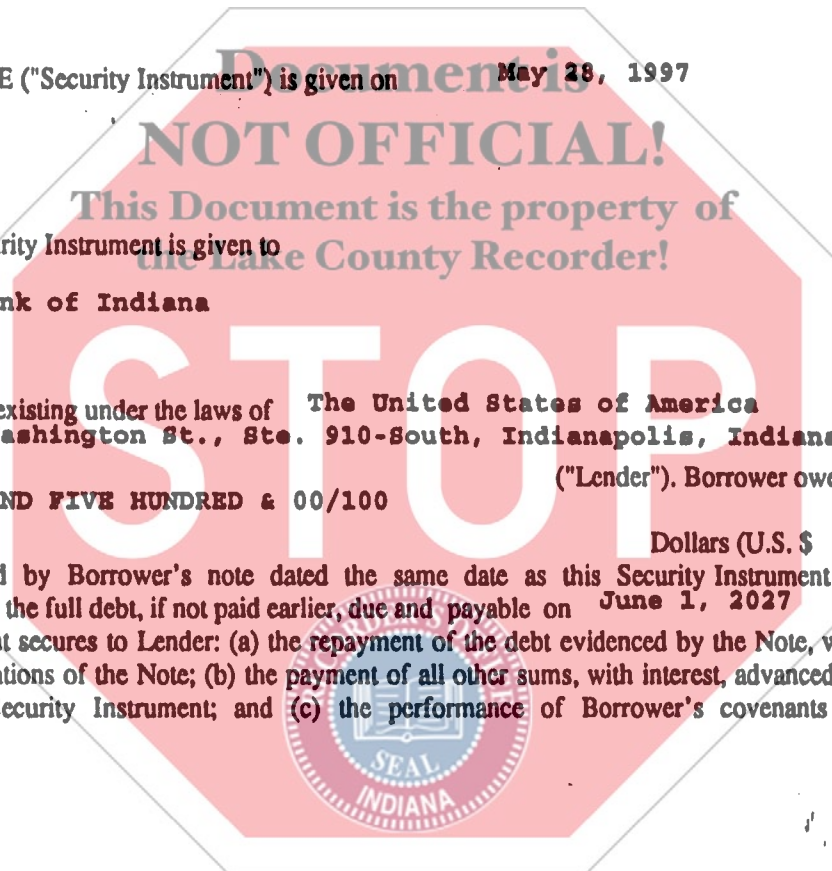 E ("Security Instrument") is given on May 28, 1997
Document is
NOT OFFICIAL!
This Document is the property of
the Lake County Recorder!
rity Instrument is given to
nk of Indiana
STOP
existing under the laws of The United States of America
ashington St., Ste. 910-South, Indianapolis, Indiana
("Lender"). Borrower owe
ND FIVE HUNDRED & 00/100
Dollars (U.S. $
d by Borrower's note dated the same date as this Security Instrument
the full debt, if not paid earlier, due and payable on June 1, 2027
t secures to Lender: (a) the repayment of the debt evidenced by the Note, w
ations of the Note; (b) the payment of all other sums, with interest, advanced
ecurity Instrument; and (c) the performance of Borrower's covenants
SEAL
INDIANA